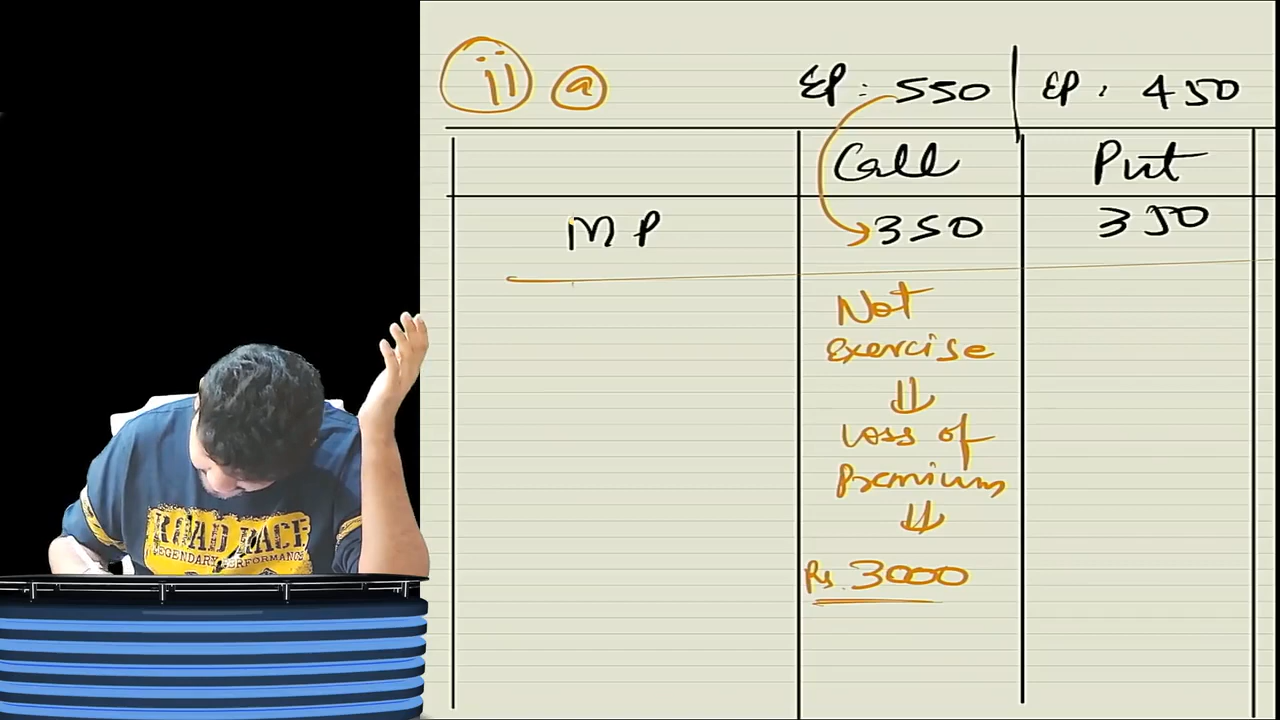 ii a EP: 550 EP: 450
Call Put
MP 350 350
Not
exercise
⇓
Loss of
Premium
⇓
Rs. 3000
ROAD RACE
LEGENDARY PERFORMANCE